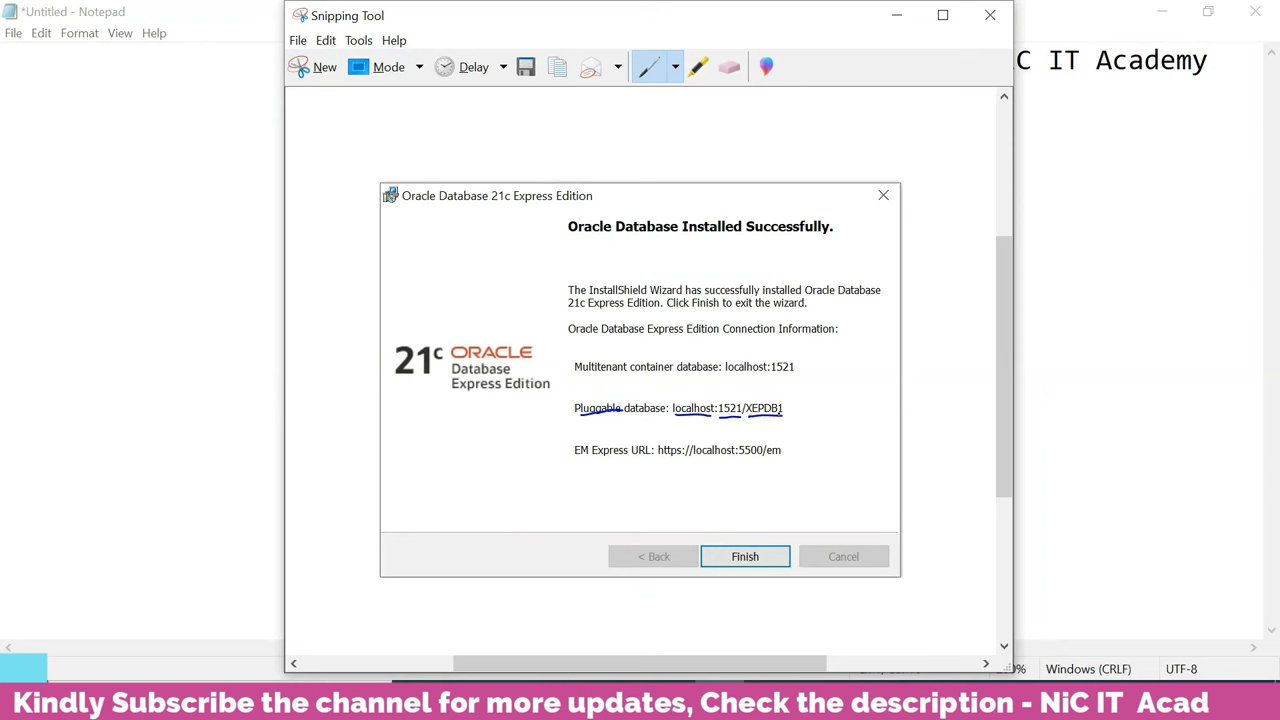 *Untitled - Notepad
File Edit Format View Help
C IT Academy
Snipping Tool
File Edit Tools Help
New Mode Delay
Oracle Database 21c Express Edition
Oracle Database Installed Successfully.
The InstallShield Wizard has successfully installed Oracle Database
21c Express Edition. Click Finish to exit the wizard.
Oracle Database Express Edition Connection Information:
Multitenant container database: localhost:1521
Pluggable database: localhost:1521/XEPDB1
EM Express URL: https://localhost:5500/em
21c ORACLE
Database
Express Edition
< Back Finish Cancel
Windows (CRLF) UTF-8
Kindly Subscribe the channel for more updates, Check the description - NiC IT Acad